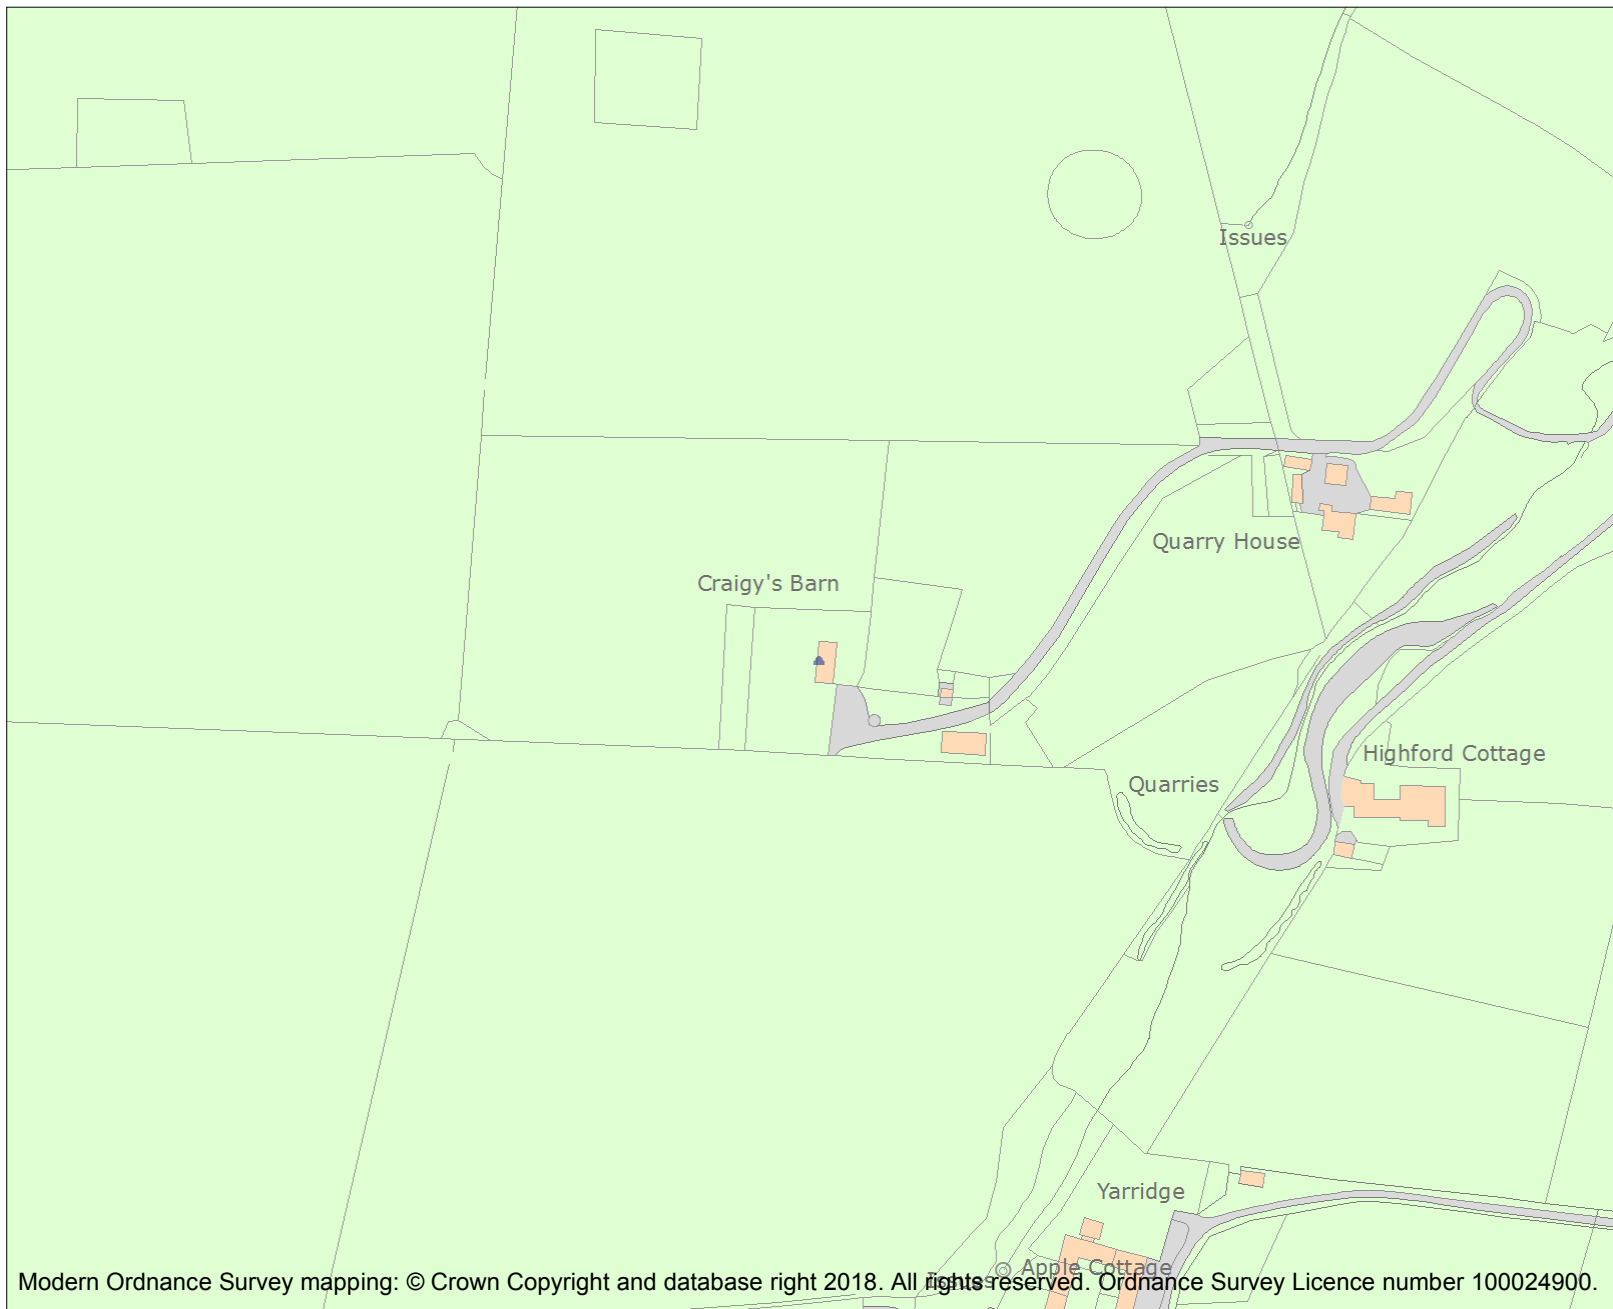 Issues
Quarry House
Craigy's Barn
Highford Cottage
Quarries
Yarridge
Apple Cottage
Issues
Modern Ordnance Survey mapping: © Crown Copyright and database right 2018. All rights reserved. Ordnance Survey Licence number 100024900.